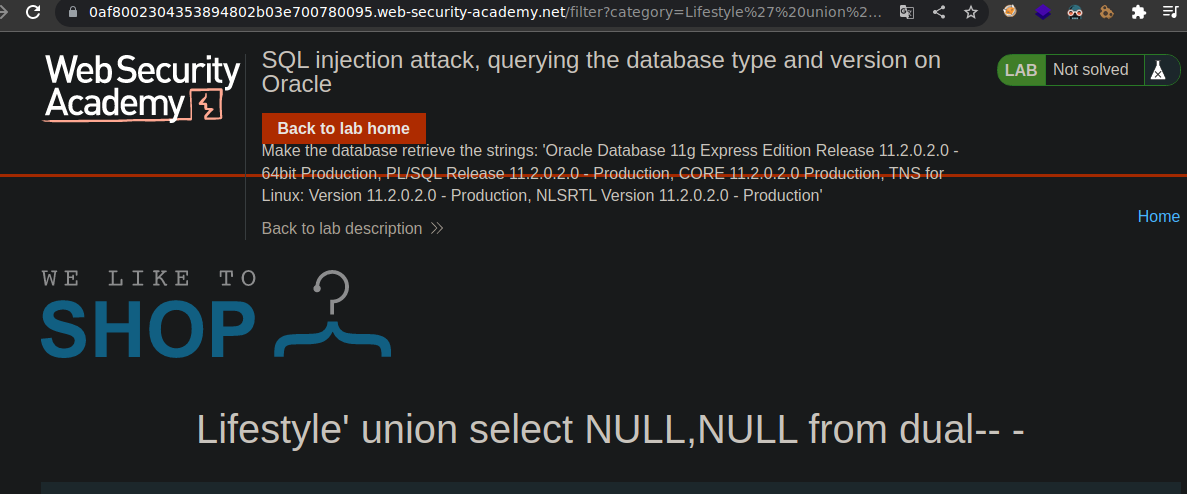 0af8002304353894802b03e700780095.web-security-academy.net/filter?category=Lifestyle%27%20union%2...
Web Security
Academy
SQL injection attack, querying the database type and version on
Oracle
LAB Not solved
Back to lab home
Make the database retrieve the strings: 'Oracle Database 11g Express Edition Release 11.2.0.2.0 -
64bit Production, PL/SQL Release 11.2.0.2.0 - Production, CORE 11.2.0.2.0 Production, TNS for
Linux: Version 11.2.0.2.0 - Production, NLSRTL Version 11.2.0.2.0 - Production'
Home
Back to lab description
WE LIKE TO
SHOP
Lifestyle' union select NULL,NULL from dual-- -